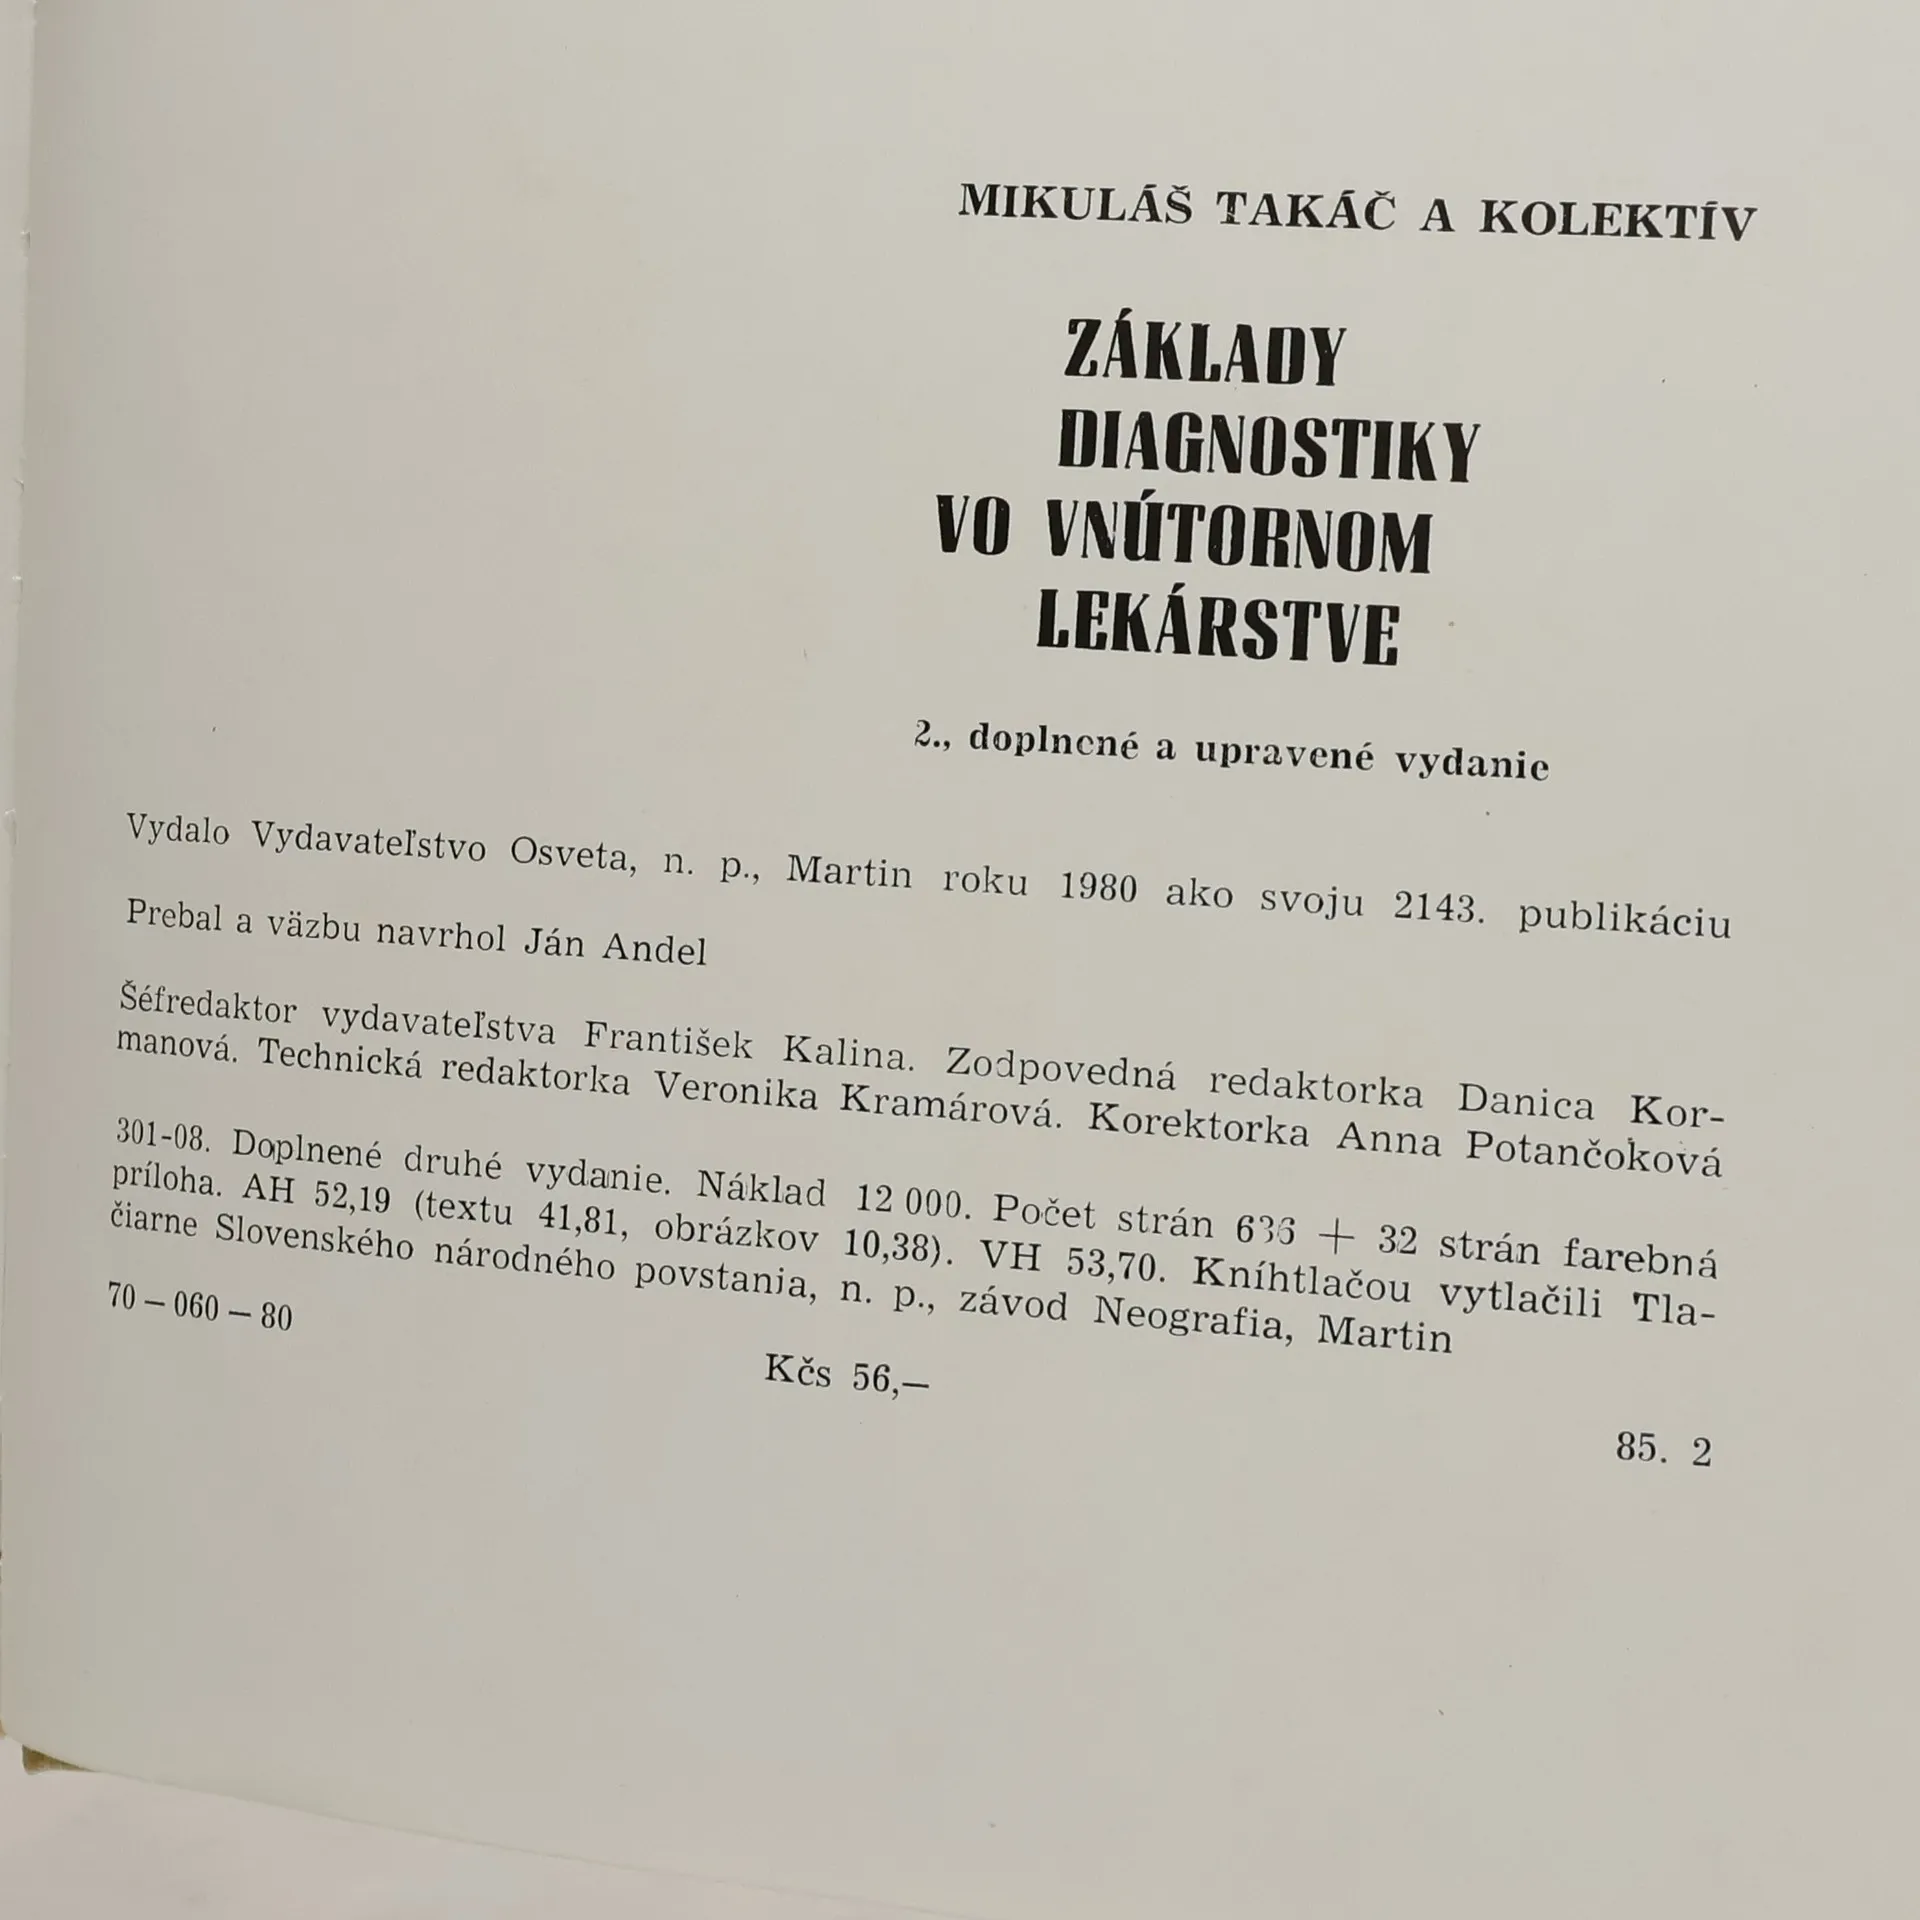 MIKULÁŠ TAKÁČ A KOLEKTÍV
ZÁKLADY
DIAGNOSTIKY
VO VNÚTORNOM
LEKÁRSTVE
2., doplnené a upravené vydanie
Vydalo Vydavateľstvo Osveta, n. p., Martin roku 1980 ako svoju 2143. publikáciu
Prebal a väzbu navrhol Ján Andel
Šéfredaktor vydavateľstva František Kalina. Zodpovedná redaktorka Danica Kor-
manová. Technická redaktorka Veronika Kramárová. Korektorka Anna Potančoková
301-08. Doplnené druhé vydanie. Náklad 12 000. Počet strán 636 + 32 strán farebná
príloha. AH 52,19 (textu 41,81, obrázkov 10,38). VH 53,70. Kníhtlačou vytlačili Tla-
čiarne Slovenského národného povstania, n. p., závod Neografia, Martin
70 – 060 – 80
Kčs 56,—
85. 2